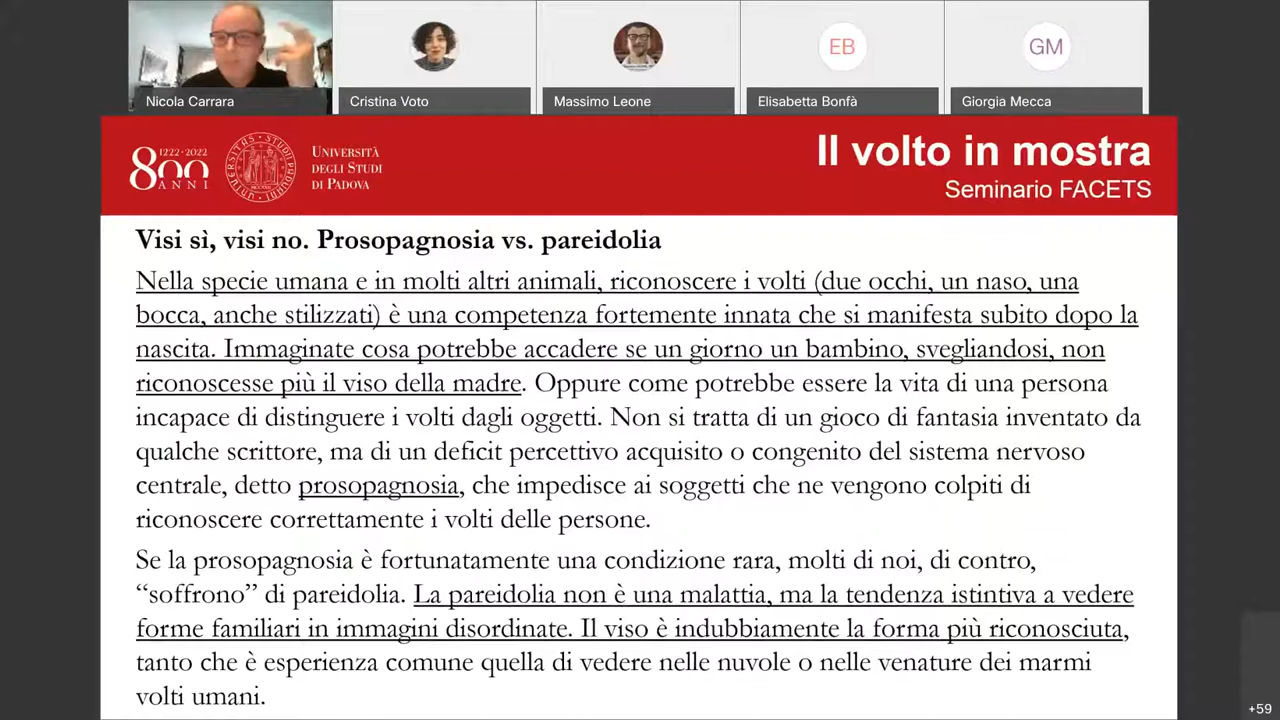 EB
GM
Nicola Carrara
Cristina Voto
Massimo Leone
Elisabetta Bonfà
Giorgia Mecca
1222·2022
800
ANNI
UNIVERSITÀ
DEGLI STUDI
DI PADOVA
Il volto in mostra
Seminario FACETS
Visi sì, visi no. Prosopagnosia vs. pareidolia
Nella specie umana e in molti altri animali, riconoscere i volti (due occhi, un naso, una
bocca, anche stilizzati) è una competenza fortemente innata che si manifesta subito dopo la
nascita. Immaginate cosa potrebbe accadere se un giorno un bambino, svegliandosi, non
riconoscesse più il viso della madre. Oppure come potrebbe essere la vita di una persona
incapace di distinguere i volti dagli oggetti. Non si tratta di un gioco di fantasia inventato da
qualche scrittore, ma di un deficit percettivo acquisito o congenito del sistema nervoso
centrale, detto prosopagnosia, che impedisce ai soggetti che ne vengono colpiti di
riconoscere correttamente i volti delle persone.
Se la prosopagnosia è fortunatamente una condizione rara, molti di noi, di contro,
“soffrono” di pareidolia. La pareidolia non è una malattia, ma la tendenza istintiva a vedere
forme familiari in immagini disordinate. Il viso è indubbiamente la forma più riconosciuta,
tanto che è esperienza comune quella di vedere nelle nuvole o nelle venature dei marmi
volti umani.
+59